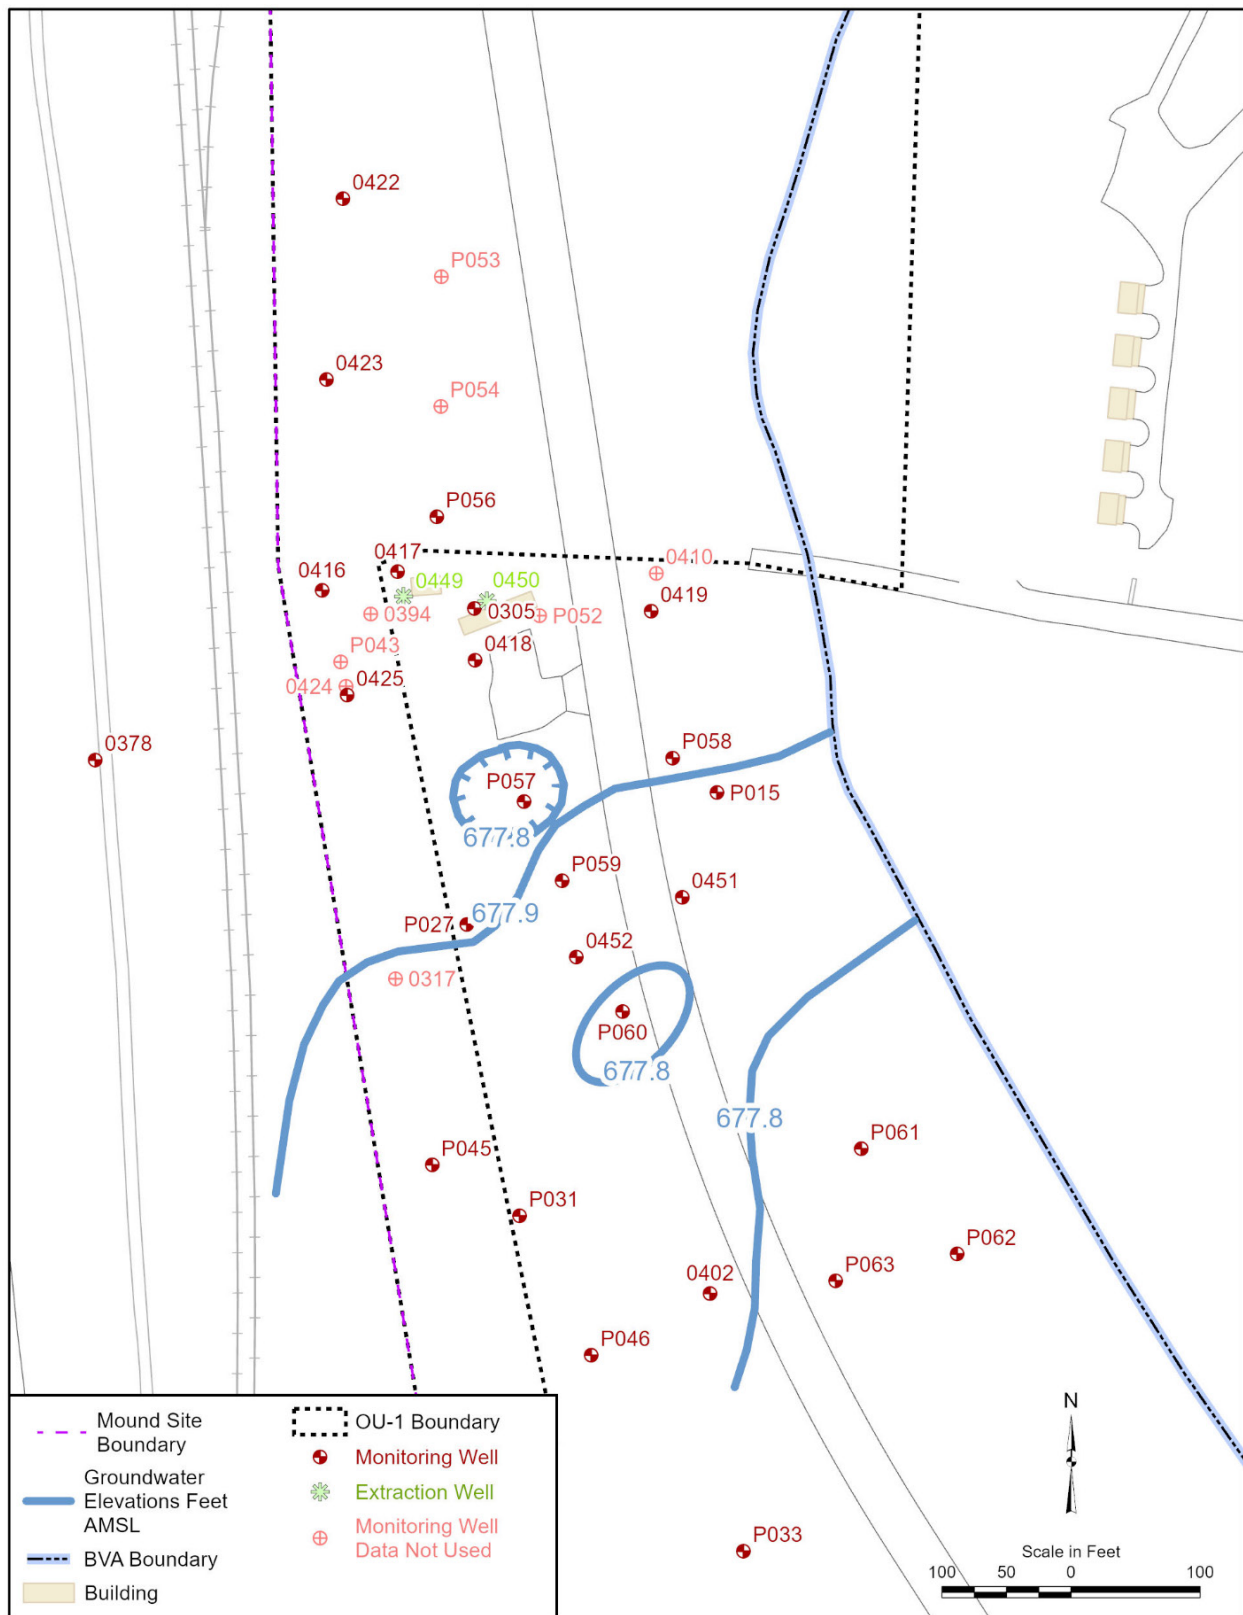 0422
P053
0423
P054
P056
0417
0410
0416
0449
0450
0394
0305
P052
0419
P043
0418
0424
0425
0378
P058
P057
P015
677.8
P059
0451
P027
677.9
0452
0317
P060
677.8
677.8
P061
P045
P031
P062
P063
0402
P046
P033
Mound Site
Boundary
Groundwater
Elevations Feet
AMSL
BVA Boundary
Building
OU-1 Boundary
Monitoring Well
Extraction Well
Monitoring Well
Data Not Used
N
Scale in Feet
100 50 0 100